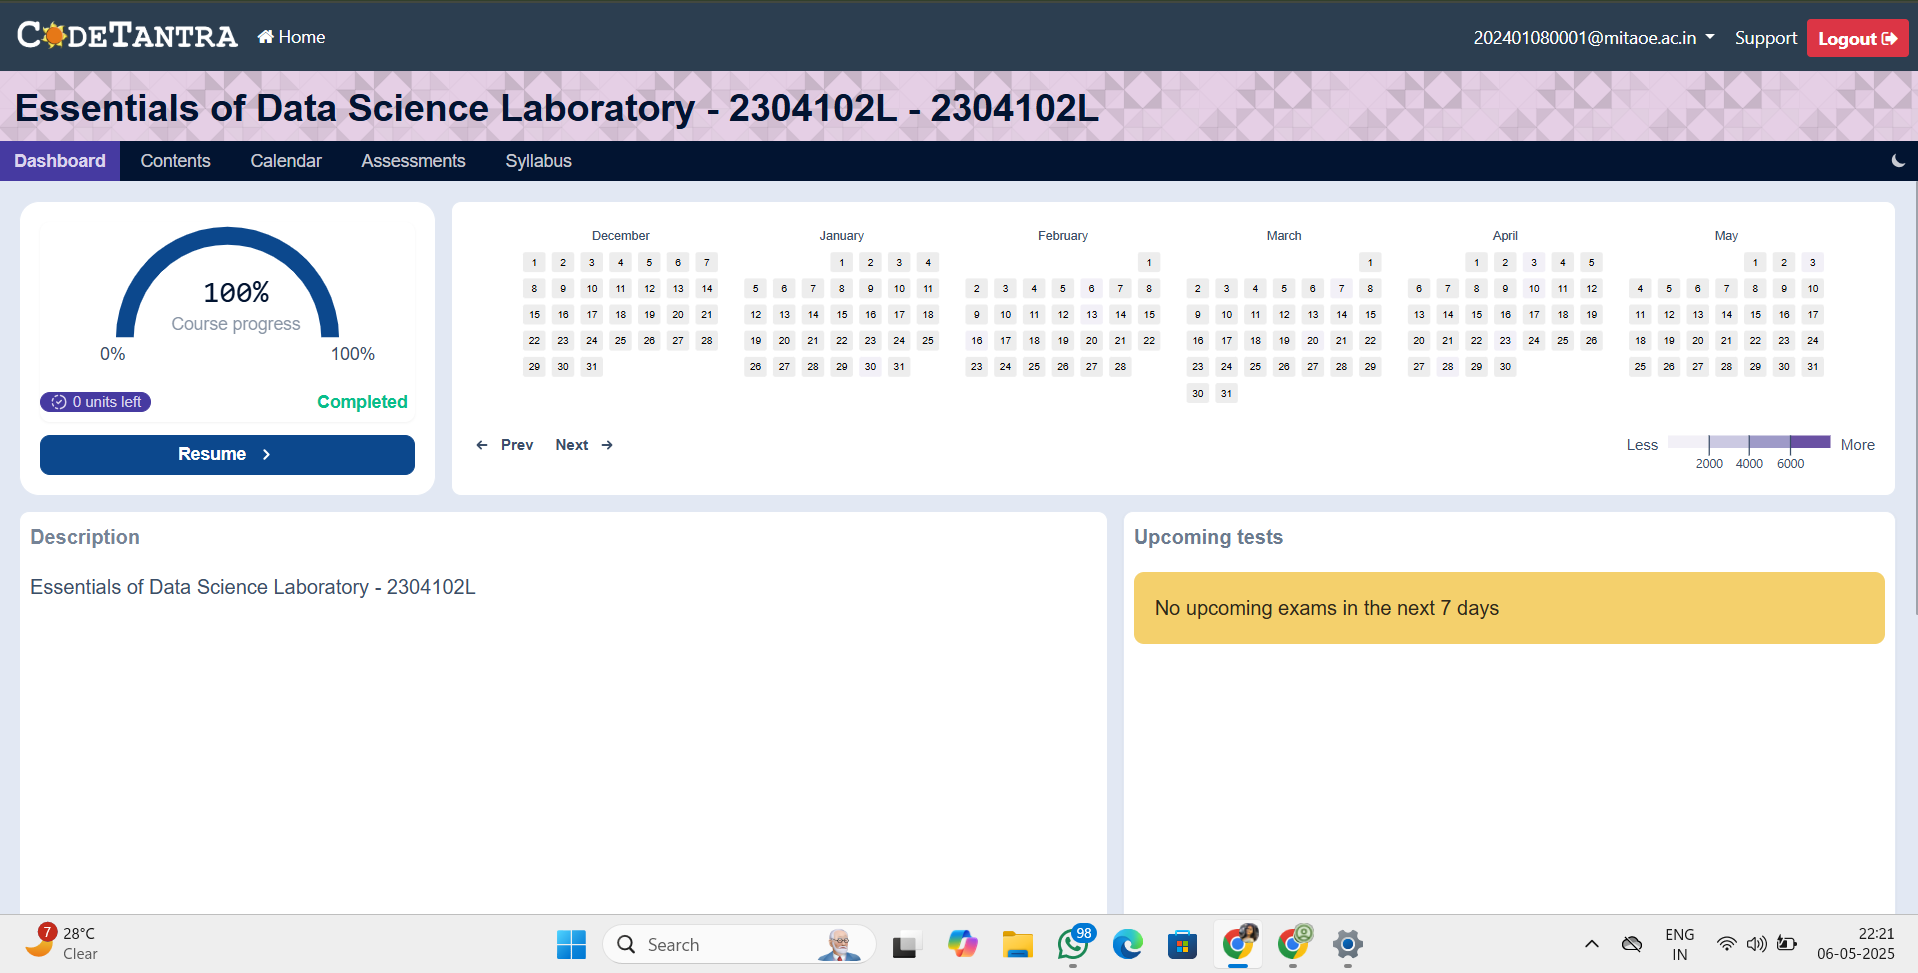 CODETANTRA
Home
202401080001@mitaoe.ac.in
Support
Logout
Essentials of Data Science Laboratory - 2304102L - 2304102L
Dashboard Contents Calendar Assessments Syllabus
100%
Course progress
0% 100%
0 units left Completed
Resume
December
1 2 3 4 5 6 7
8 9 10 11 12 13 14
15 16 17 18 19 20 21
22 23 24 25 26 27 28
29 30 31
January
1 2 3 4
5 6 7 8 9 10 11
12 13 14 15 16 17 18
19 20 21 22 23 24 25
26 27 28 29 30 31
February
1
2 3 4 5 6 7 8
9 10 11 12 13 14 15
16 17 18 19 20 21 22
23 24 25 26 27 28
March
1
2 3 4 5 6 7 8
9 10 11 12 13 14 15
16 17 18 19 20 21 22
23 24 25 26 27 28 29
30 31
April
1 2 3 4 5
6 7 8 9 10 11 12
13 14 15 16 17 18 19
20 21 22 23 24 25 26
27 28 29 30
May
1 2 3
4 5 6 7 8 9 10
11 12 13 14 15 16 17
18 19 20 21 22 23 24
25 26 27 28 29 30 31
Prev Next
Less More
2000 4000 6000
Description
Essentials of Data Science Laboratory - 2304102L
Upcoming tests
No upcoming exams in the next 7 days
7
28°C
Clear
Search
98
ENG
IN
22:21
06-05-2025